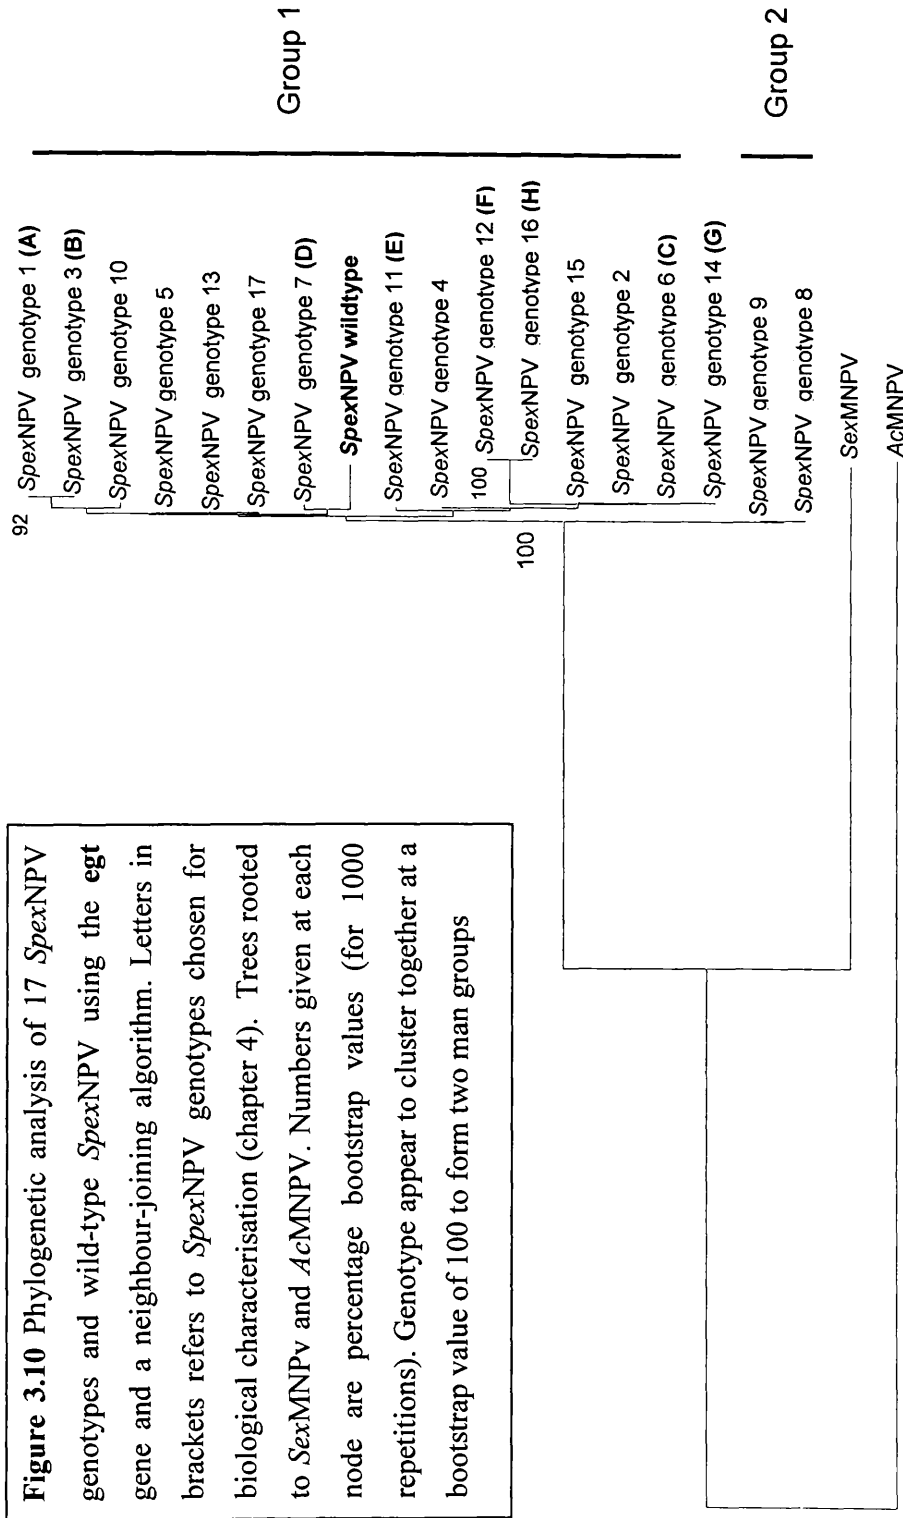 Figure 3.10 Phylogenetic analysis of 17 SpexNPV
genotypes and wild-type SpexNPV using the egt
gene and a neighbour-joining algorithm. Letters in
brackets refers to SpexNPV genotypes chosen for
biological characterisation (chapter 4). Trees rooted
to SexMNPv and AcMNPV. Numbers given at each
node are percentage bootstrap values (for 1000
repetitions). Genotype appear to cluster together at a
bootstrap value of 100 to form two man groups
92
SpexNPV genotype 1 (A)
SpexNPV genotype 3 (B)
SpexNPV genotype 10
SpexNPV genotype 5
SpexNPV genotype 13
SpexNPV genotype 17
SpexNPV genotype 7 (D)
SpexNPV wildtype
SpexNPV genotype 11 (E)
SpexNPV genotype 4
100
SpexNPV genotype 12 (F)
SpexNPV genotype 16 (H)
100
SpexNPV genotype 15
SpexNPV genotype 2
SpexNPV genotype 6 (C)
SpexNPV genotype 14 (G)
SpexNPV genotype 9
SpexNPV genotype 8
SexMNPV
AcMNPV
Group 1
Group 2